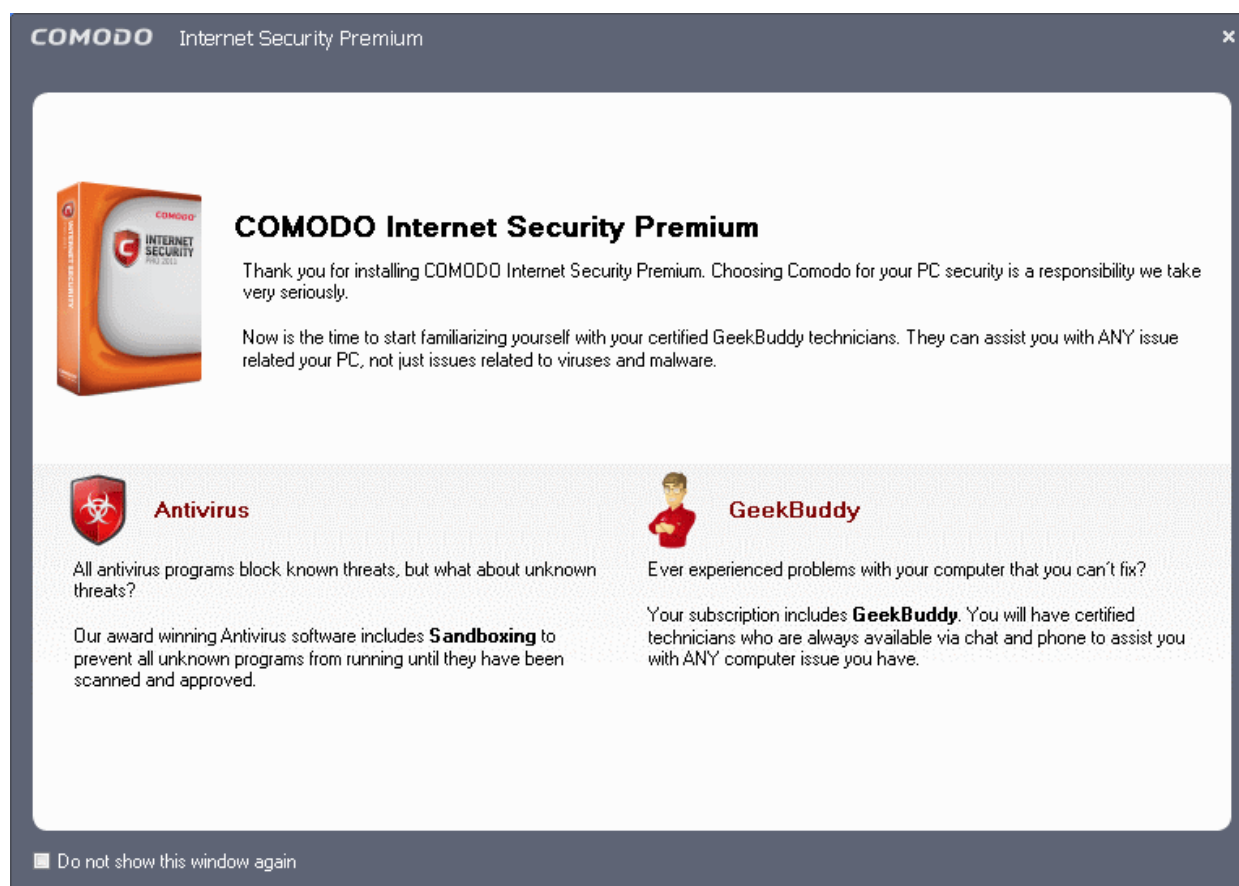 COMODO Internet Security Premium
COMODO
INTERNET
SECURITY
PRO 2011
INTERNET SECURITY
COMODO Internet Security Premium
Thank you for installing COMODO Internet Security Premium. Choosing Comodo for your PC security is a responsibility we take
very seriously.
Now is the time to start familiarizing yourself with your certified GeekBuddy technicians. They can assist you with ANY issue
related your PC, not just issues related to viruses and malware.
Antivirus
All antivirus programs block known threats, but what about unknown
threats?
Our award winning Antivirus software includes Sandboxing to
prevent all unknown programs from running until they have been
scanned and approved.
GeekBuddy
Ever experienced problems with your computer that you can't fix?
Your subscription includes GeekBuddy. You will have certified
technicians who are always available via chat and phone to assist you
with ANY computer issue you have.
Do not show this window again